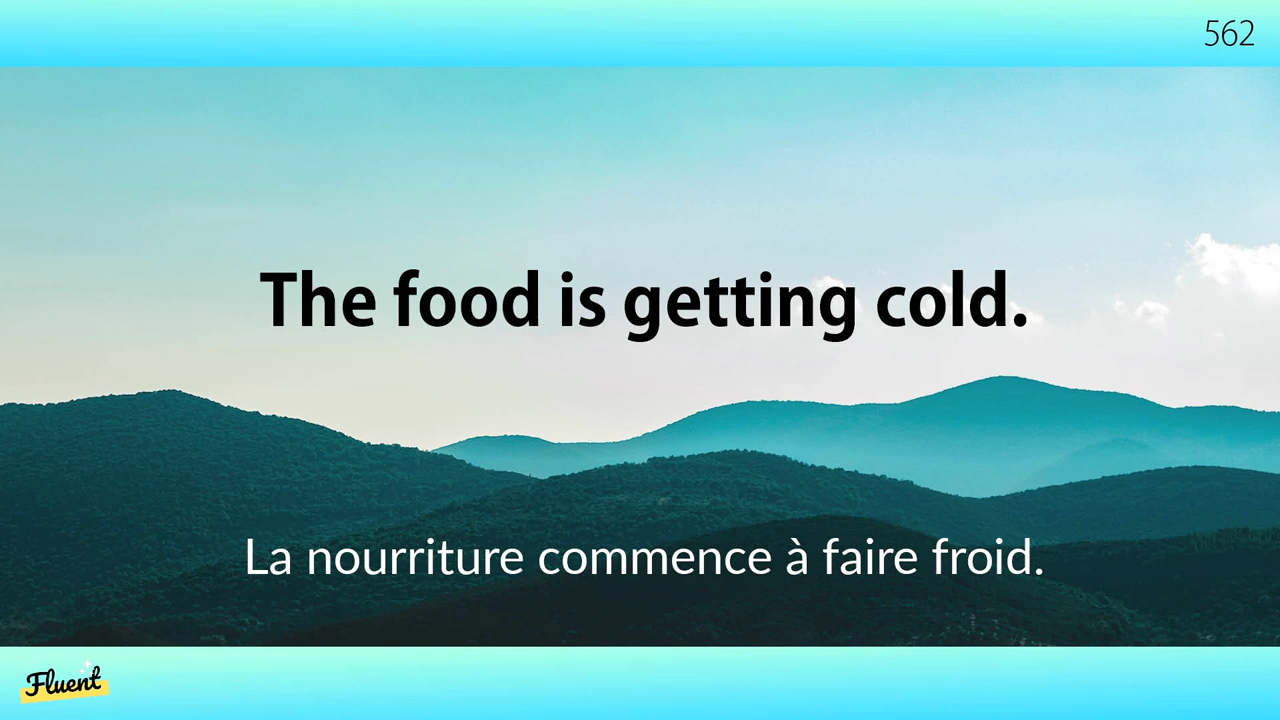 562
The food is getting cold.
La nourriture commence à faire froid.
Fluent